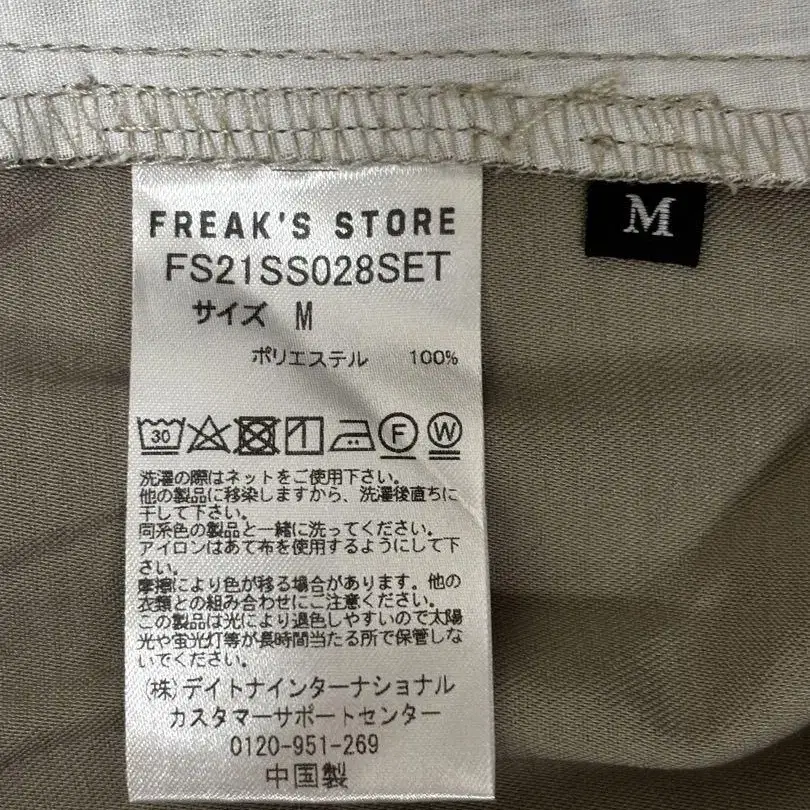 FREAK'S STORE
FS21SS028SET
サイズ M
ポリエステル 100%
30 F W
洗濯の際はネットをご使用下さい。
他の製品に移染しますから、洗濯後直ちに
干して下さい。
同系色の製品と一緒に洗ってください。
アイロンはあて布を使用するようにして下
さい。
摩擦により色が移る場合があります。他の
衣類との組み合わせにご注意ください。
この製品は光により退色しやすいので太陽
光や蛍光灯等が長時間当たる所で保管しな
いでください。
(株)デイトナインターナショナル
カスタマーサポートセンター
0120-951-269
中国製
M